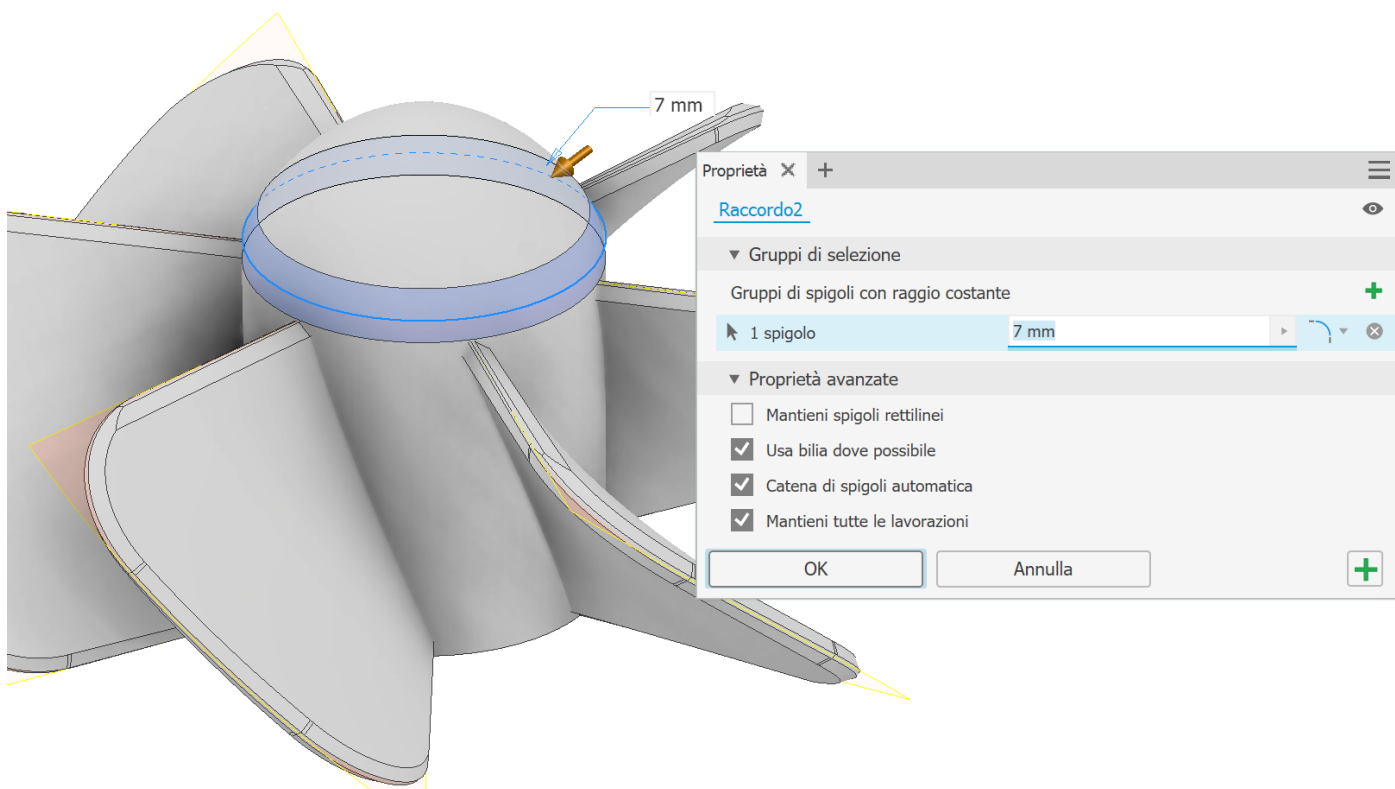 7 mm
Proprietà
Raccordo2
Gruppi di selezione
Gruppi di spigoli con raggio costante
1 spigolo 7 mm
Proprietà avanzate
Mantieni spigoli rettilinei
Usa bilia dove possibile
Catena di spigoli automatica
Mantieni tutte le lavorazioni
OK Annulla